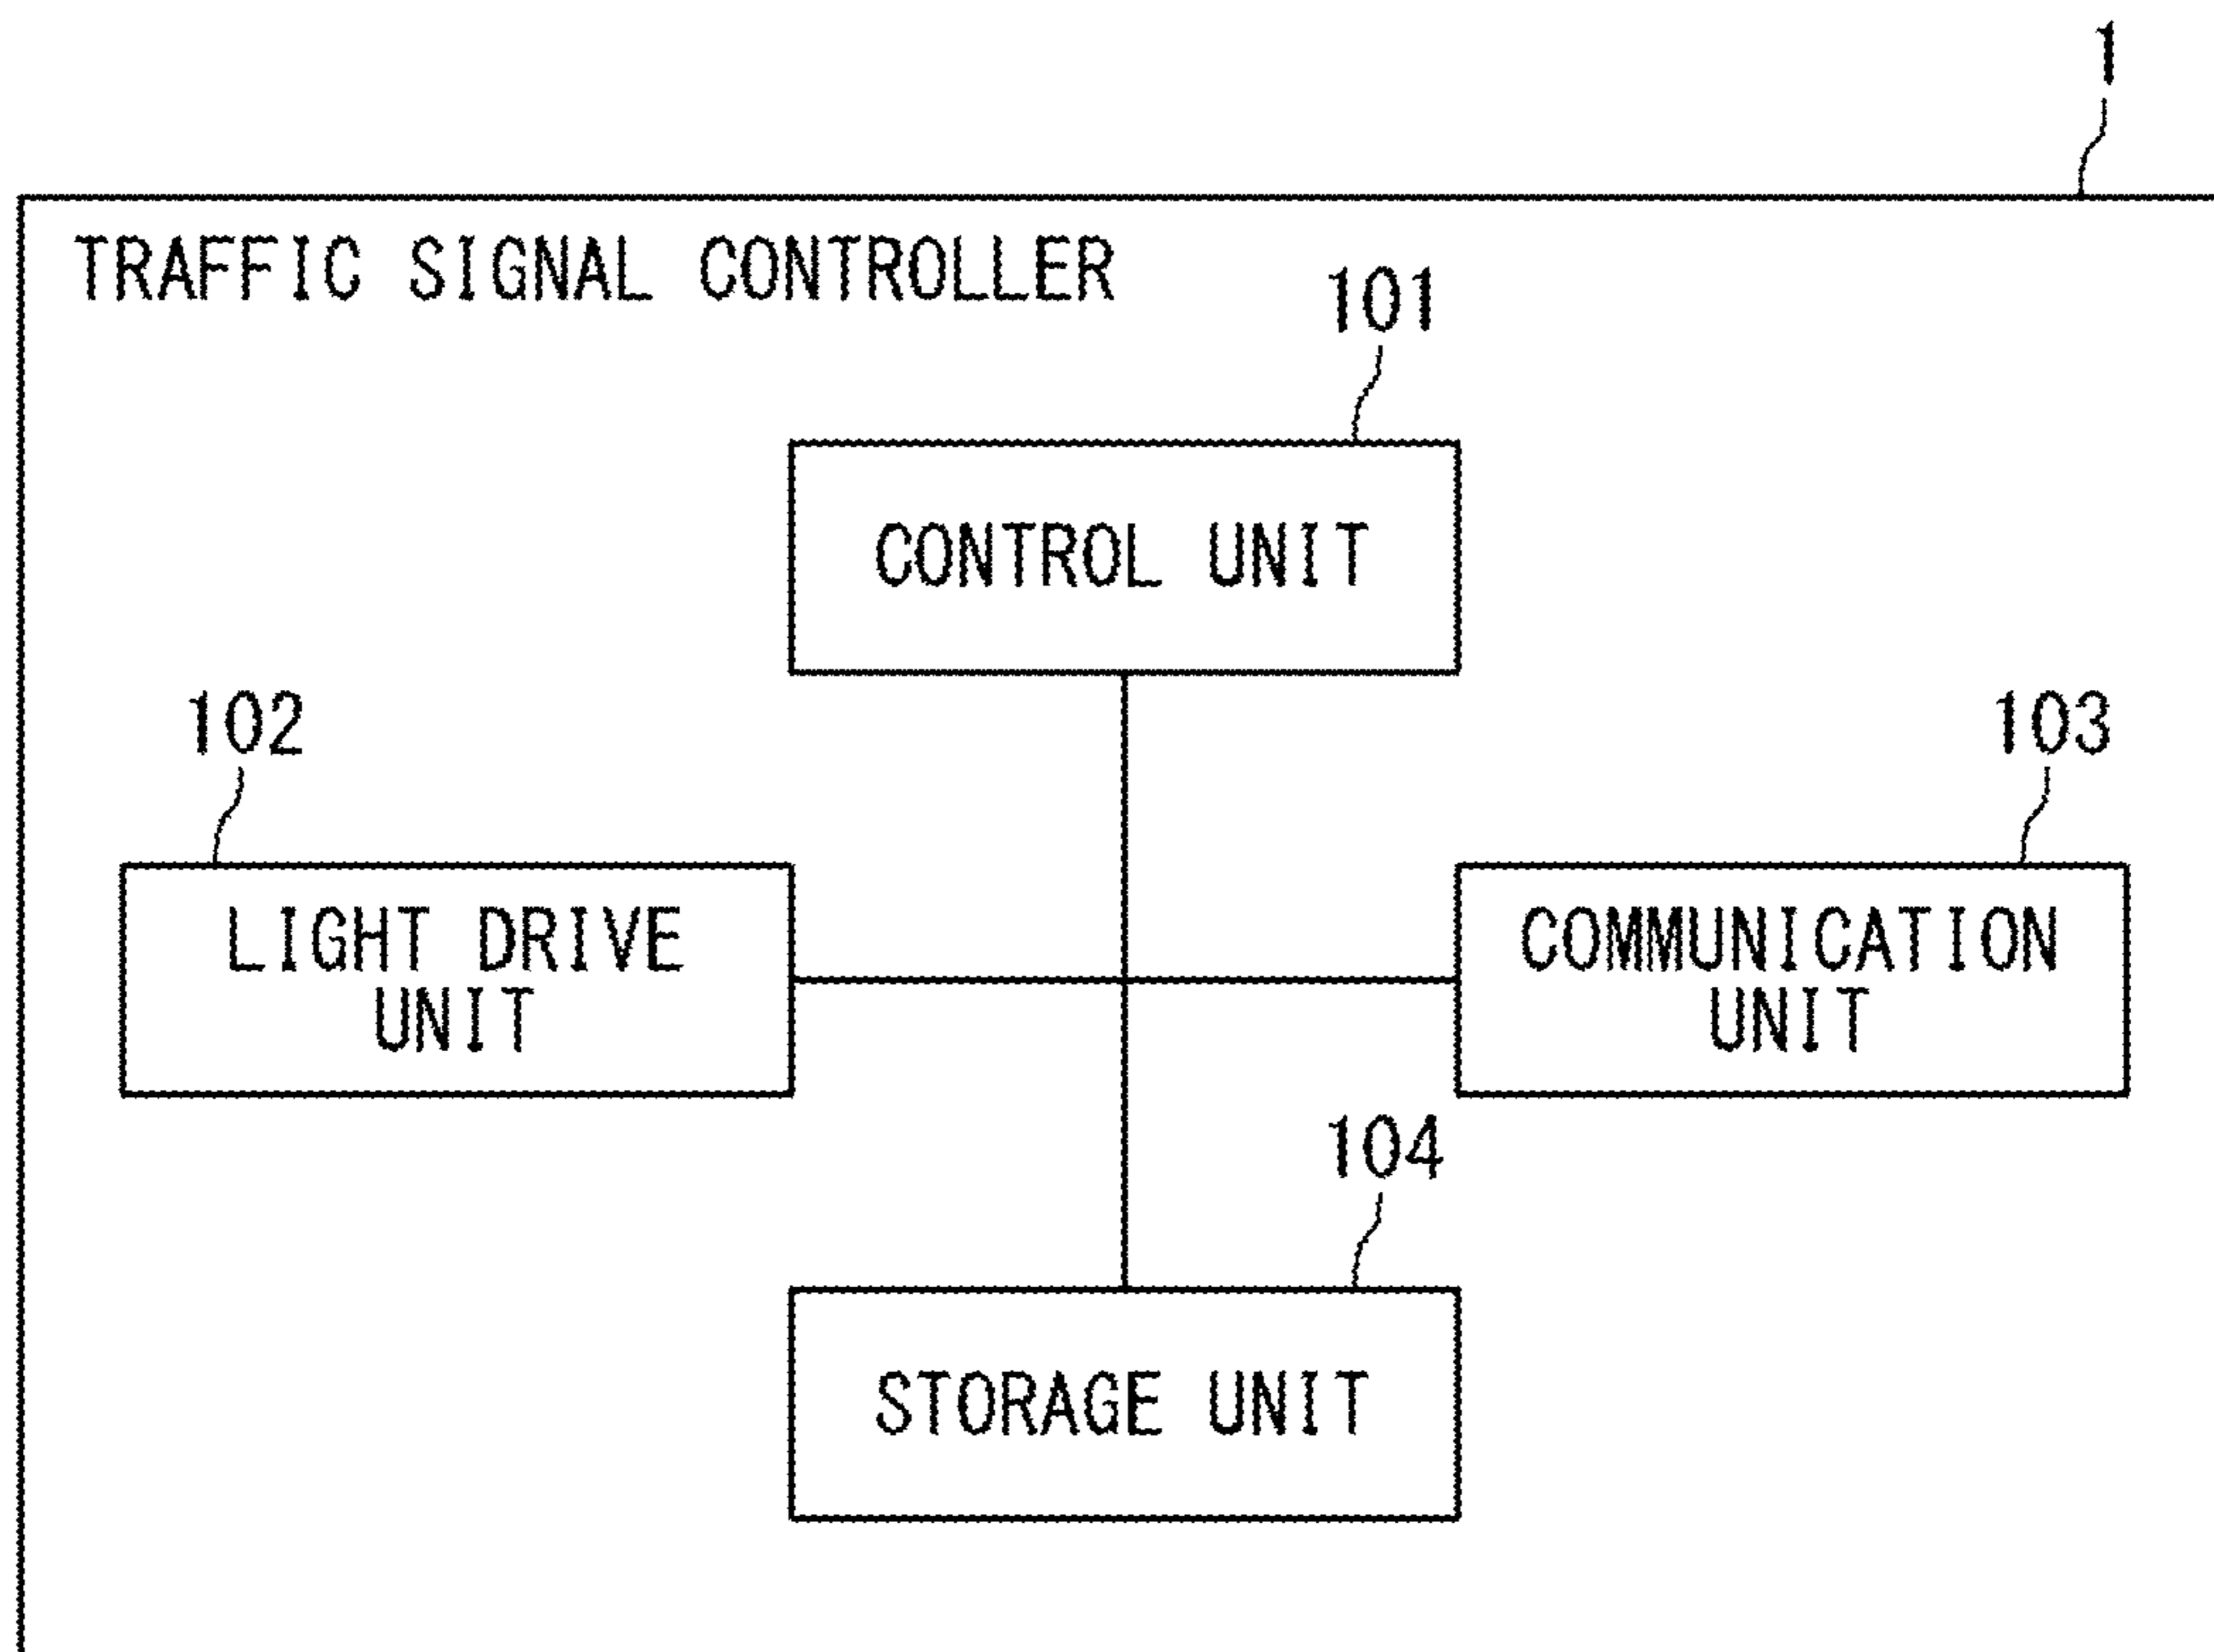 1
TRAFFIC SIGNAL CONTROLLER
101
CONTROL UNIT
102
103
LIGHT DRIVE
UNIT
COMMUNICATION
UNIT
104
STORAGE UNIT